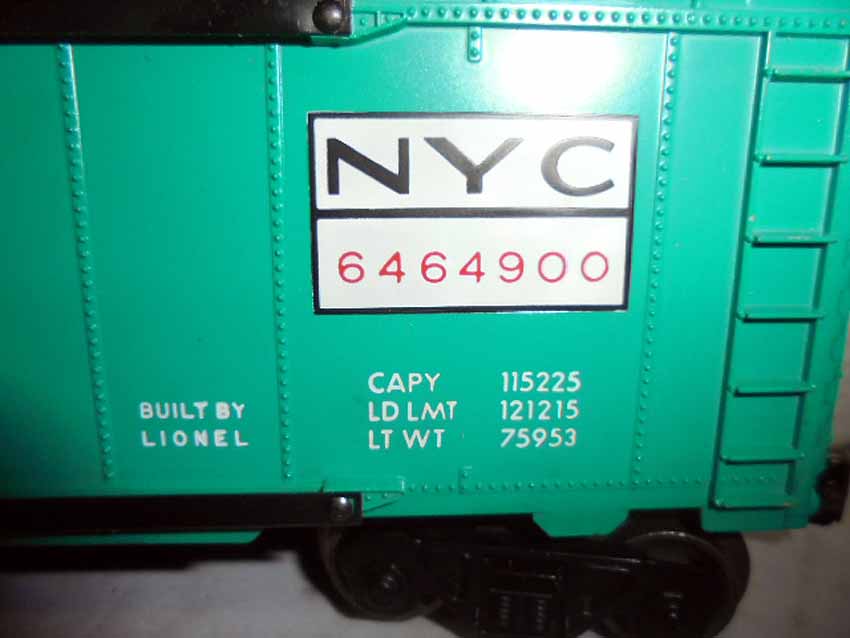 NYC
6464900
BUILT BY
LIONEL
CAPY 115225
LD LMT 121215
LT WT 75953